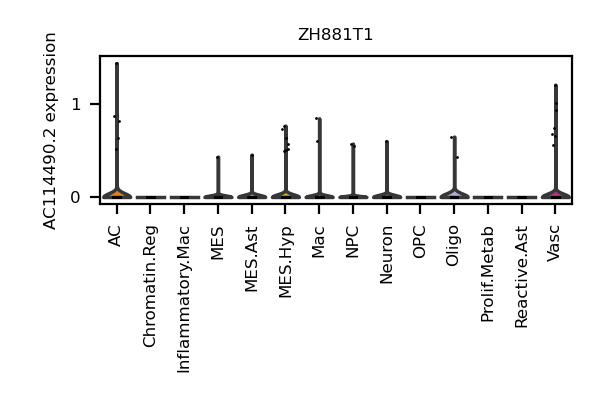 ZH881T1
AC114490.2 expression
1
0
AC
Chromatin.Reg
Inflammatory.Mac
MES
MES.Ast
MES.Hyp
Mac
NPC
Neuron
OPC
Oligo
Prolif.Metab
Reactive.Ast
Vasc